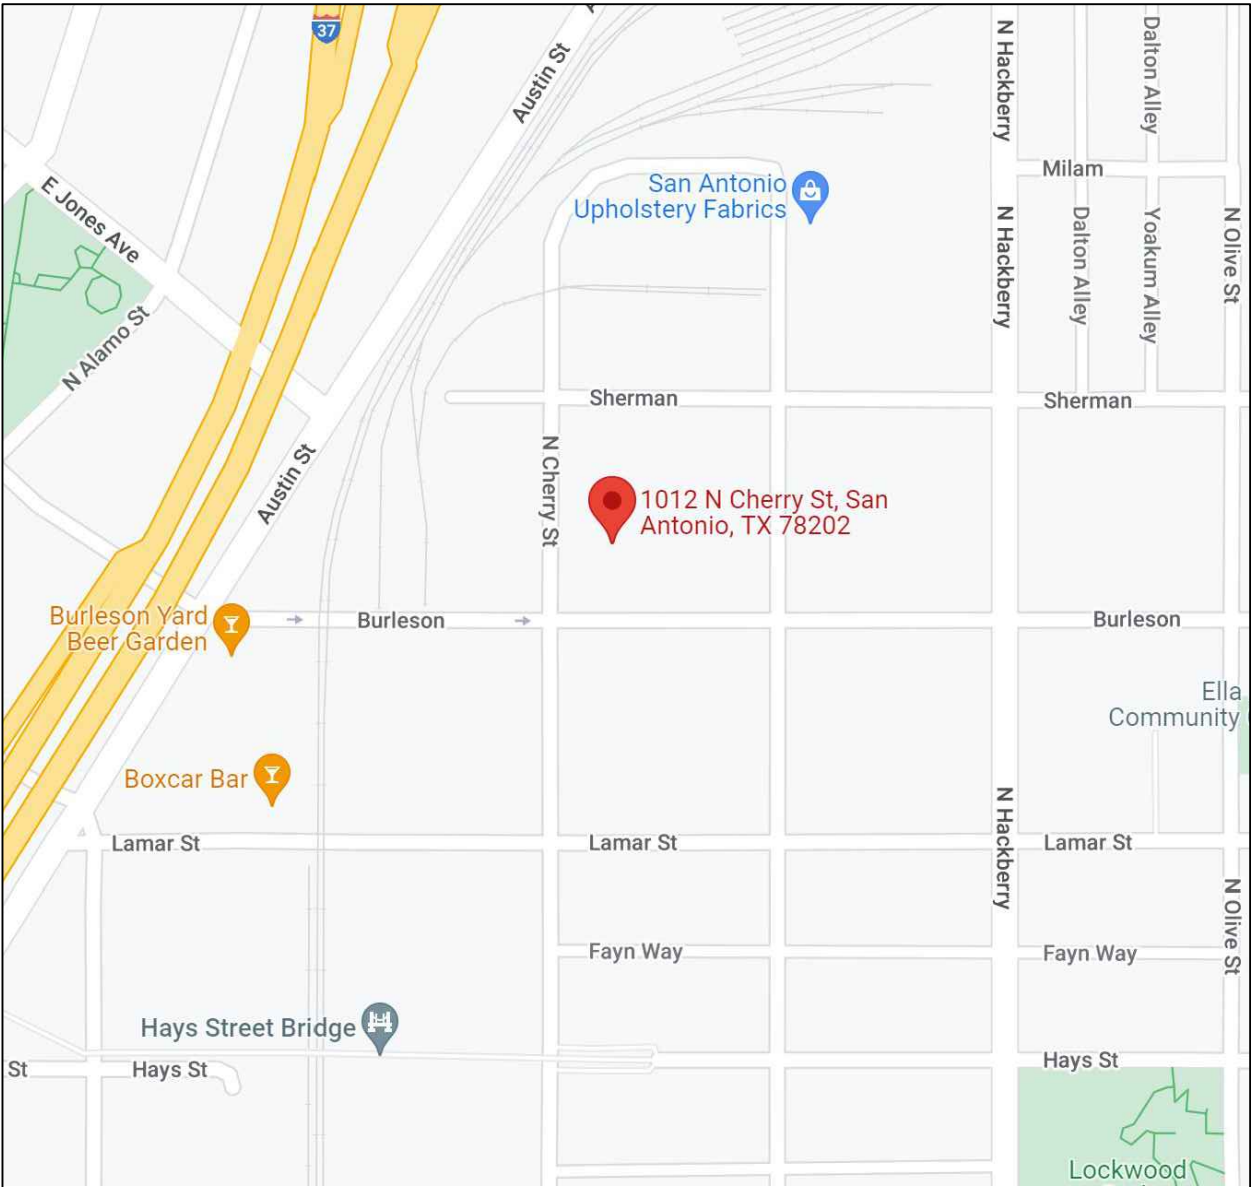 37
Austin St
N Hackberry
Dalton Alley
Milam
San Antonio
Upholstery Fabrics
E Jones Ave
N Hackberry
Dalton Alley
Yoakum Alley
N Olive St
N Alamo St
Sherman
Sherman
N Cherry St
Austin St
1012 N Cherry St, San
Antonio, TX 78202
Burleson Yard
Beer Garden
Burleson
Burleson
Ella
Community
Boxcar Bar
N Hackberry
Lamar St
Lamar St
Lamar St
N Olive St
Fayn Way
Fayn Way
Hays Street Bridge
St
Hays St
Hays St
Lockwood